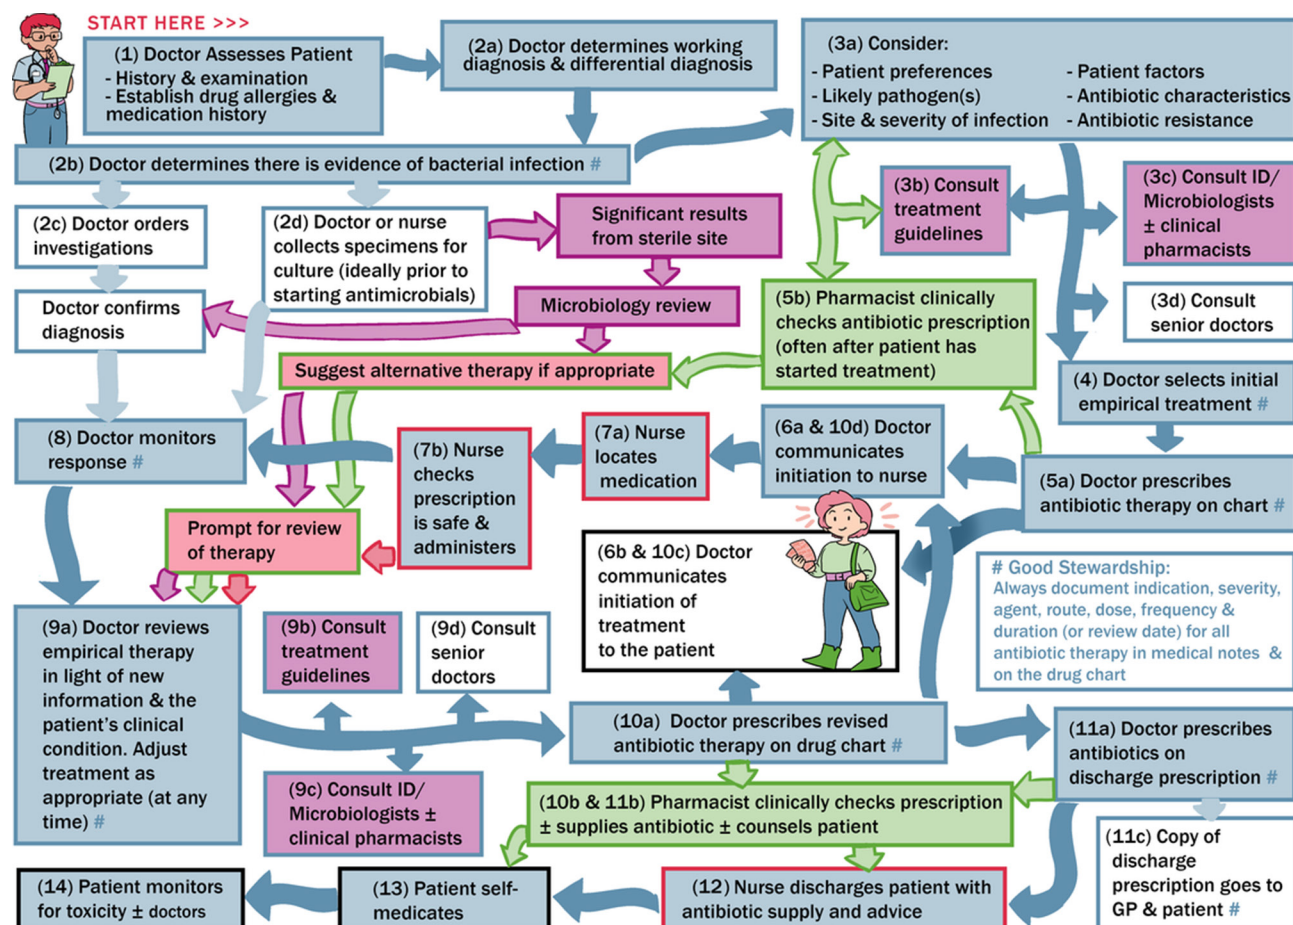 START HERE >>>
(1) Doctor Assesses Patient
- History & examination
- Establish drug allergies &
medication history
(2a) Doctor determines working
diagnosis & differential diagnosis
(3a) Consider:
- Patient preferences
- Likely pathogen(s)
- Site & severity of infection
- Patient factors
- Antibiotic characteristics
- Antibiotic resistance
(2b) Doctor determines there is evidence of bacterial infection #
(2c) Doctor orders
investigations
(2d) Doctor or nurse
collects specimens for
culture (ideally prior to
starting antimicrobials)
Significant results
from sterile site
(3b) Consult
treatment
guidelines
(3c) Consult ID/
Microbiologists
± clinical
pharmacists
Doctor confirms
diagnosis
Microbiology review
(5b) Pharmacist clinically
checks antibiotic prescription
(often after patient has
started treatment)
(3d) Consult
senior doctors
Suggest alternative therapy if appropriate
(4) Doctor selects initial
empirical treatment #
(8) Doctor monitors
response #
(7b) Nurse
checks
prescription
is safe &
administers
(7a) Nurse
locates
medication
(6a & 10d) Doctor
communicates
initiation to nurse
(5a) Doctor prescribes
antibiotic therapy on chart #
Prompt for review
of therapy
(6b & 10c) Doctor
communicates
initiation of
treatment
to the patient
# Good Stewardship:
Always document indication, severity,
agent, route, dose, frequency &
duration (or review date) for all
antibiotic therapy in medical notes &
on the drug chart
(9a) Doctor reviews
empirical therapy
in light of new
information & the
patient's clinical
condition. Adjust
treatment as
appropriate (at any
time) #
(9b) Consult
treatment
guidelines
(9d) Consult
senior
doctors
(10a) Doctor prescribes revised
antibiotic therapy on drug chart #
(11a) Doctor prescribes
antibiotics on
discharge prescription #
(9c) Consult ID/
Microbiologists ±
clinical pharmacists
(10b & 11b) Pharmacist clinically checks prescription
± supplies antibiotic ± counsels patient
(11c) Copy of
discharge
prescription goes to
GP & patient #
(14) Patient monitors
for toxicity ± doctors
(13) Patient self-
medicates
(12) Nurse discharges patient with
antibiotic supply and advice